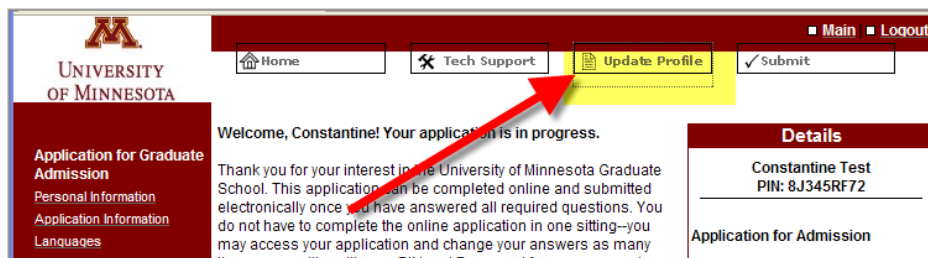 Main Logout
Home Tech Support Update Profile Submit
UNIVERSITY
OF MINNESOTA
Application for Graduate
Admission
Personal Information
Application Information
Languages
Welcome, Constantine! Your application is in progress.
Thank you for your interest in the University of Minnesota Graduate
School. This application can be completed online and submitted
electronically once you have answered all required questions. You
do not have to complete the online application in one sitting--you
may access your application and change your answers as many
Details
Constantine Test
PIN: 8J345RF72
Application for Admission